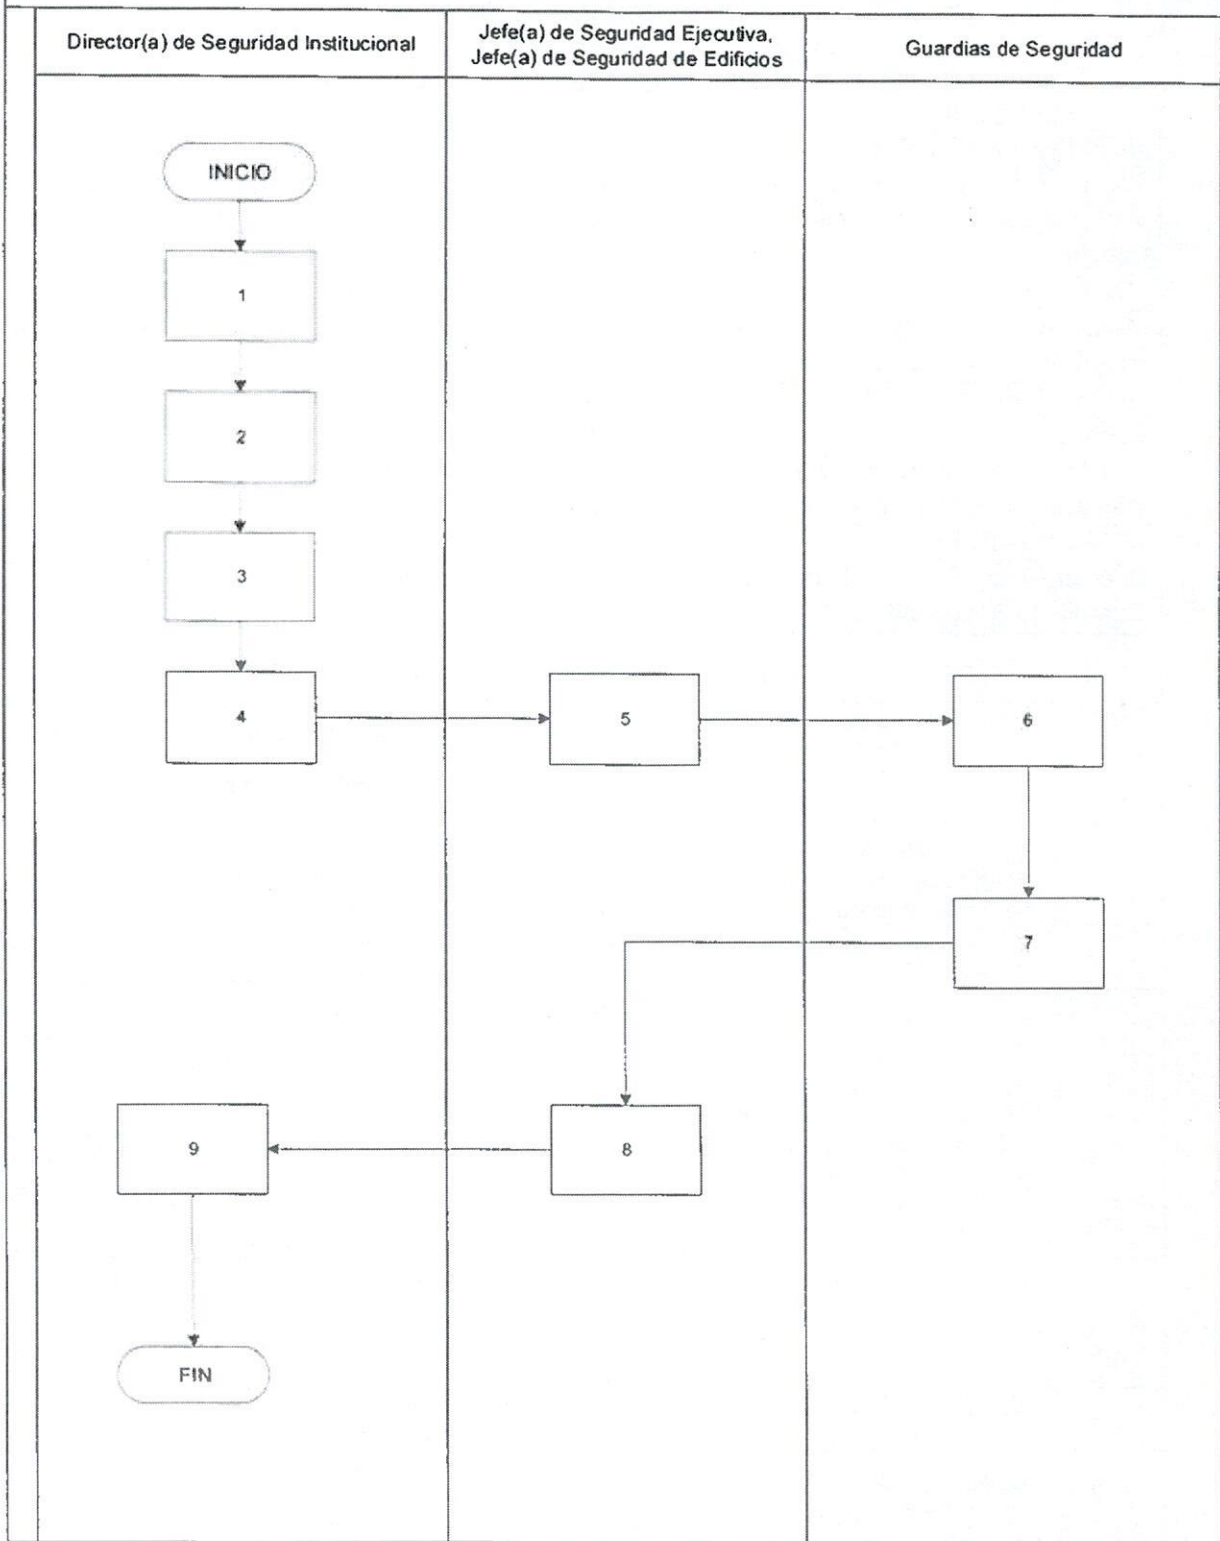 Director(a) de Seguridad Institucional
Jefe(a) de Seguridad Ejecutiva,
Jefe(a) de Seguridad de Edificios
Guardias de Seguridad
INICIO
1
2
3
4
5
6
7
8
9
FIN